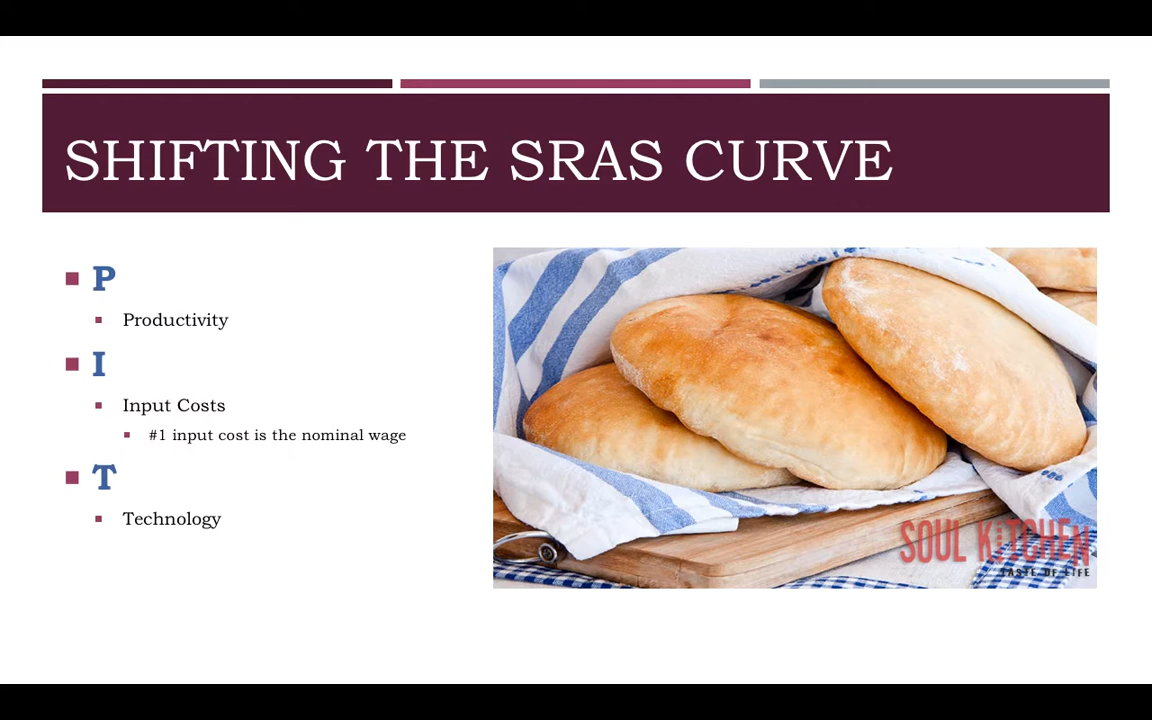 SHIFTING THE SRAS CURVE
P
Productivity
I
Input Costs
#1 input cost is the nominal wage
T
Technology
SOUL KITCHEN
TASTE OF LIFE